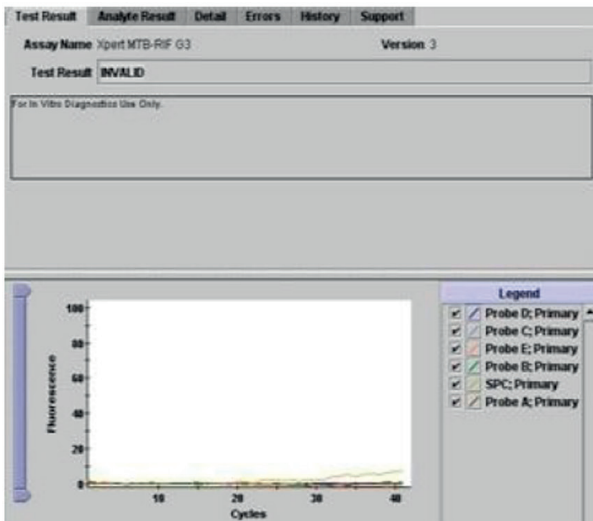 Test Result Analyte Result Detail Errors History Support
Assay Name Xpert MTB-RIF G3 Version 3
Test Result INVALID
For In Vitro Diagnostics Use Only.
Legend
Probe D; Primary
Probe C; Primary
Probe E; Primary
Probe B; Primary
SPC; Primary
Probe A; Primary
Fluorescence
100
80
60
40
20
0
10 20 30 40
Cycles